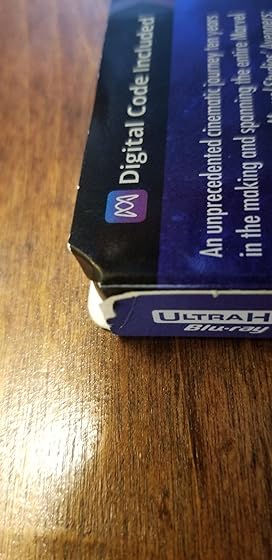 Digital Code Included
An unprecedented cinematic journey ten years
in the making and spanning the entire Marvel
ULTRA H
Blu-ray